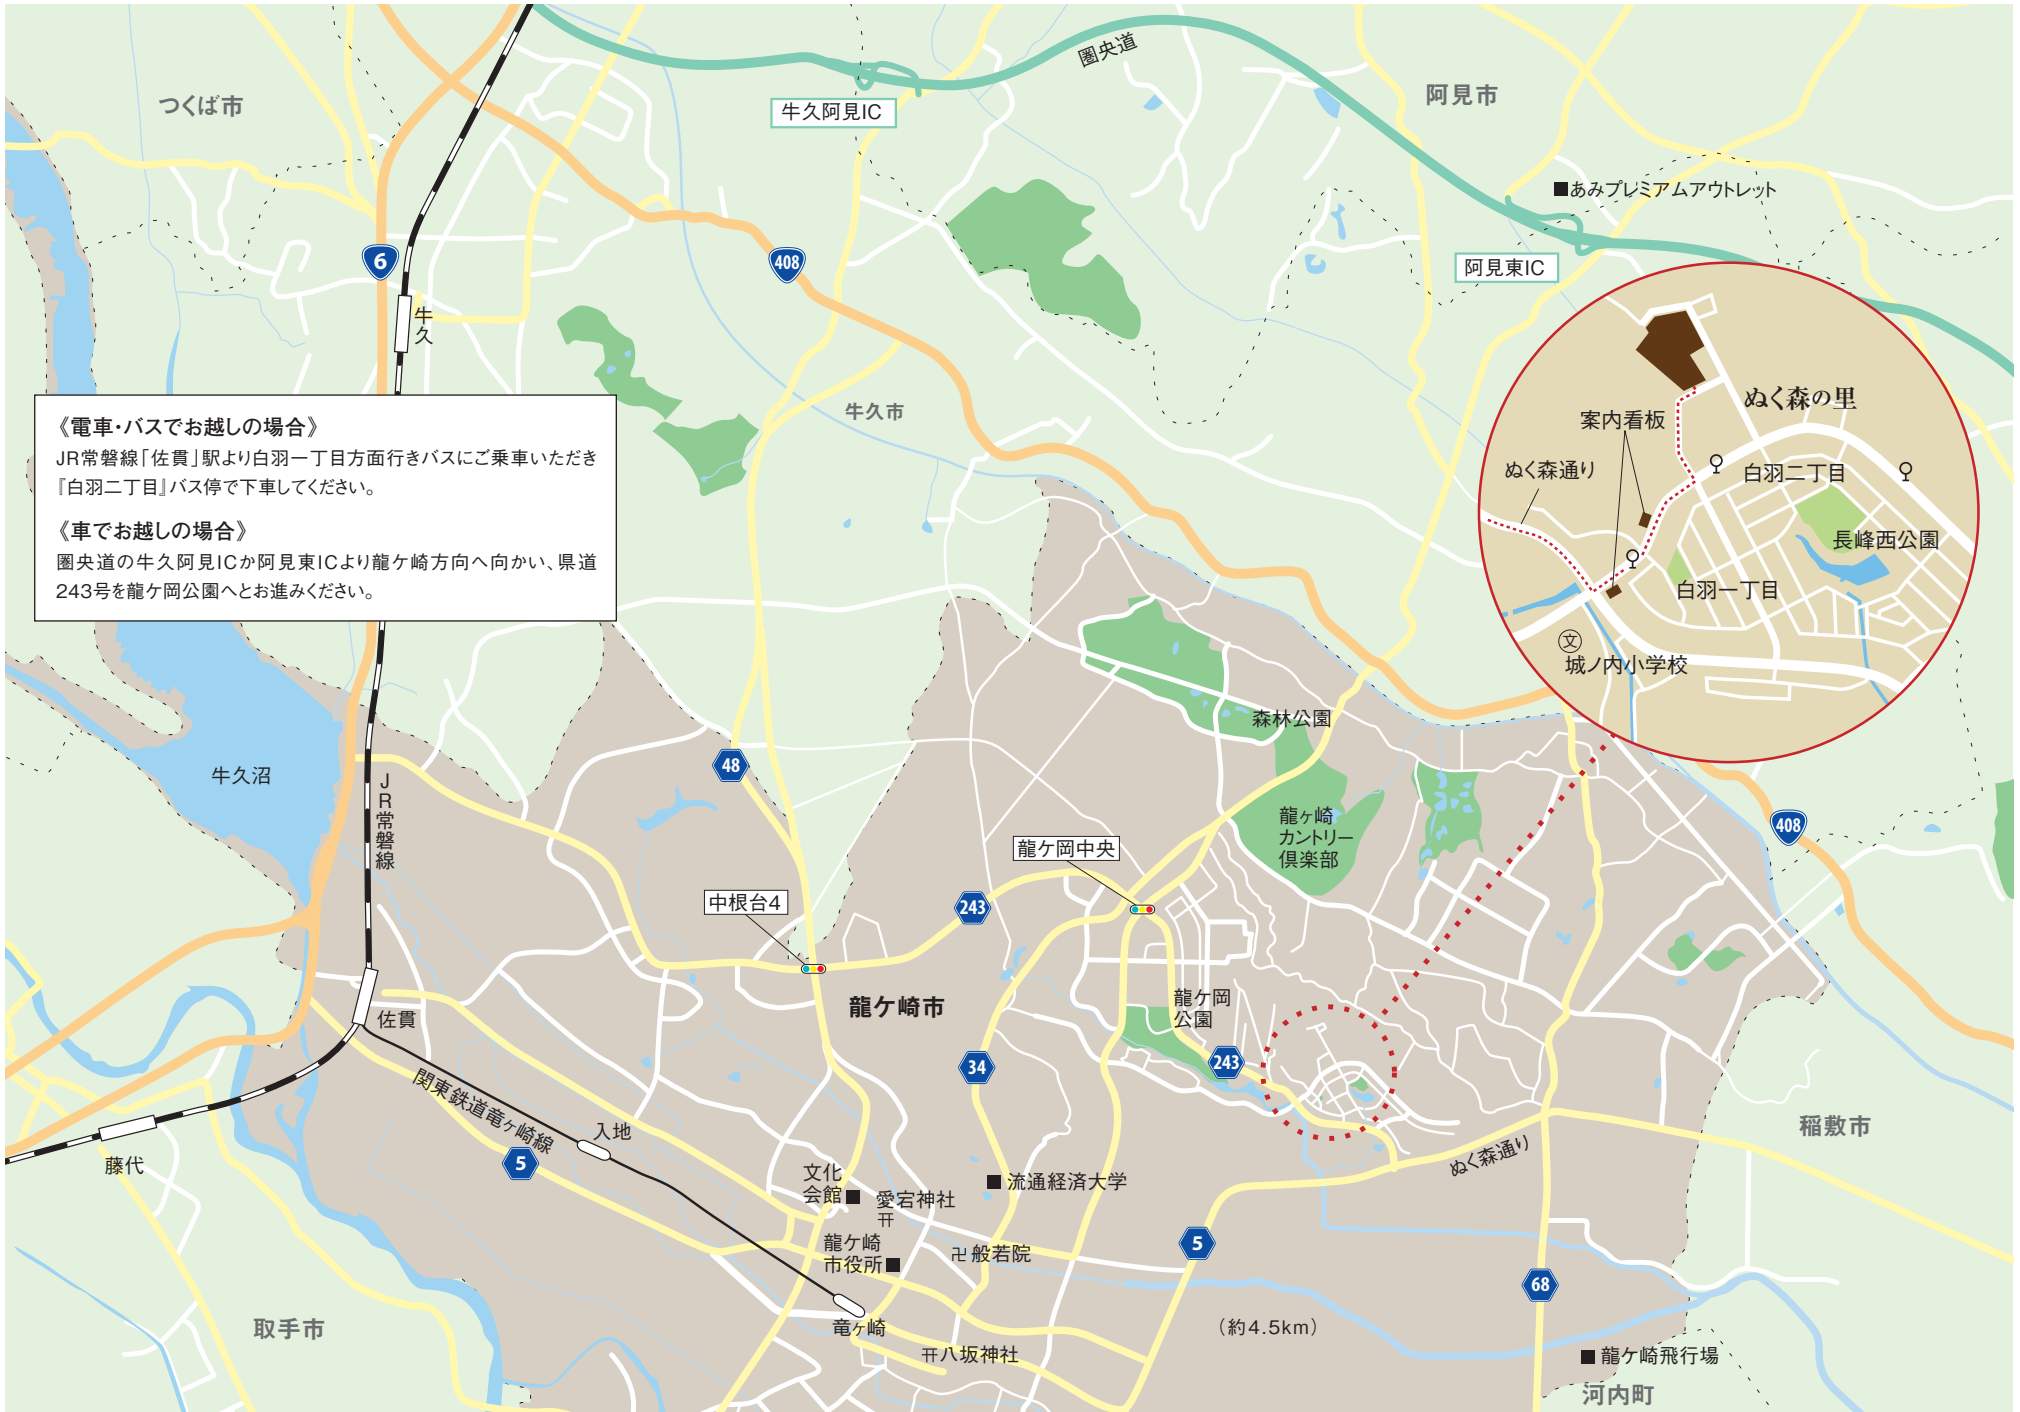 圏央道
つくば市
牛久阿見IC
阿見市
■あみプレミアムアウトレット
6
408
阿見東IC
牛久
《電車・バスでお越しの場合》
JR常磐線「佐貫」駅より白羽一丁目方面行きバスにご乗車いただき
『白羽二丁目』バス停で下車してください。
《車でお越しの場合》
圏央道の牛久阿見ICか阿見東ICより龍ケ崎方向へ向かい、県道
243号を龍ケ岡公園へとお進みください。
牛久市
ぬく森の里
案内看板
ぬく森通り
白羽二丁目
長峰西公園
白羽一丁目
文
城ノ内小学校
森林公園
牛久沼
48
JR常磐線
龍ヶ崎
カントリー
倶楽部
408
龍ケ岡中央
中根台4
243
龍ケ崎市
龍ケ岡
公園
佐貫
34
243
関東鉄道竜ヶ崎線
入地
5
藤代
稲敷市
ぬく森通り
文化
会館■
愛宕神社
■流通経済大学
龍ケ崎
市役所■
卍般若院
5
68
取手市
竜ヶ崎
(約4.5km)
八坂神社
■龍ケ崎飛行場
河内町